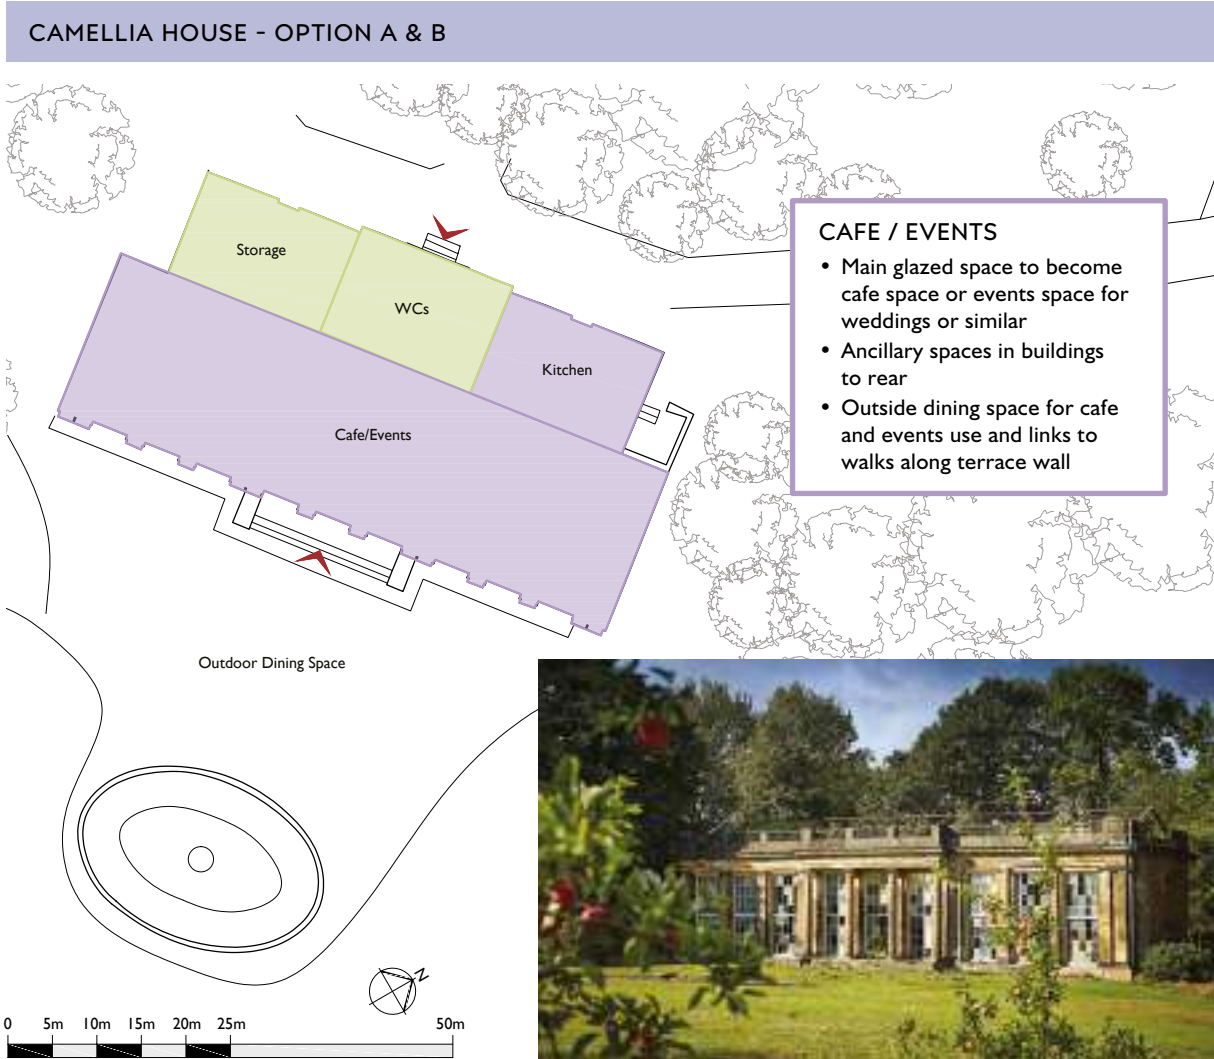 CAMELLIA HOUSE - OPTION A & B
Storage
WCs
Kitchen
Cafe/Events
CAFE / EVENTS
• Main glazed space to become
cafe space or events space for
weddings or similar
• Ancillary spaces in buildings
to rear
• Outside dining space for cafe
and events use and links to
walks along terrace wall
Outdoor Dining Space
N
0 5m 10m 15m 20m 25m 50m